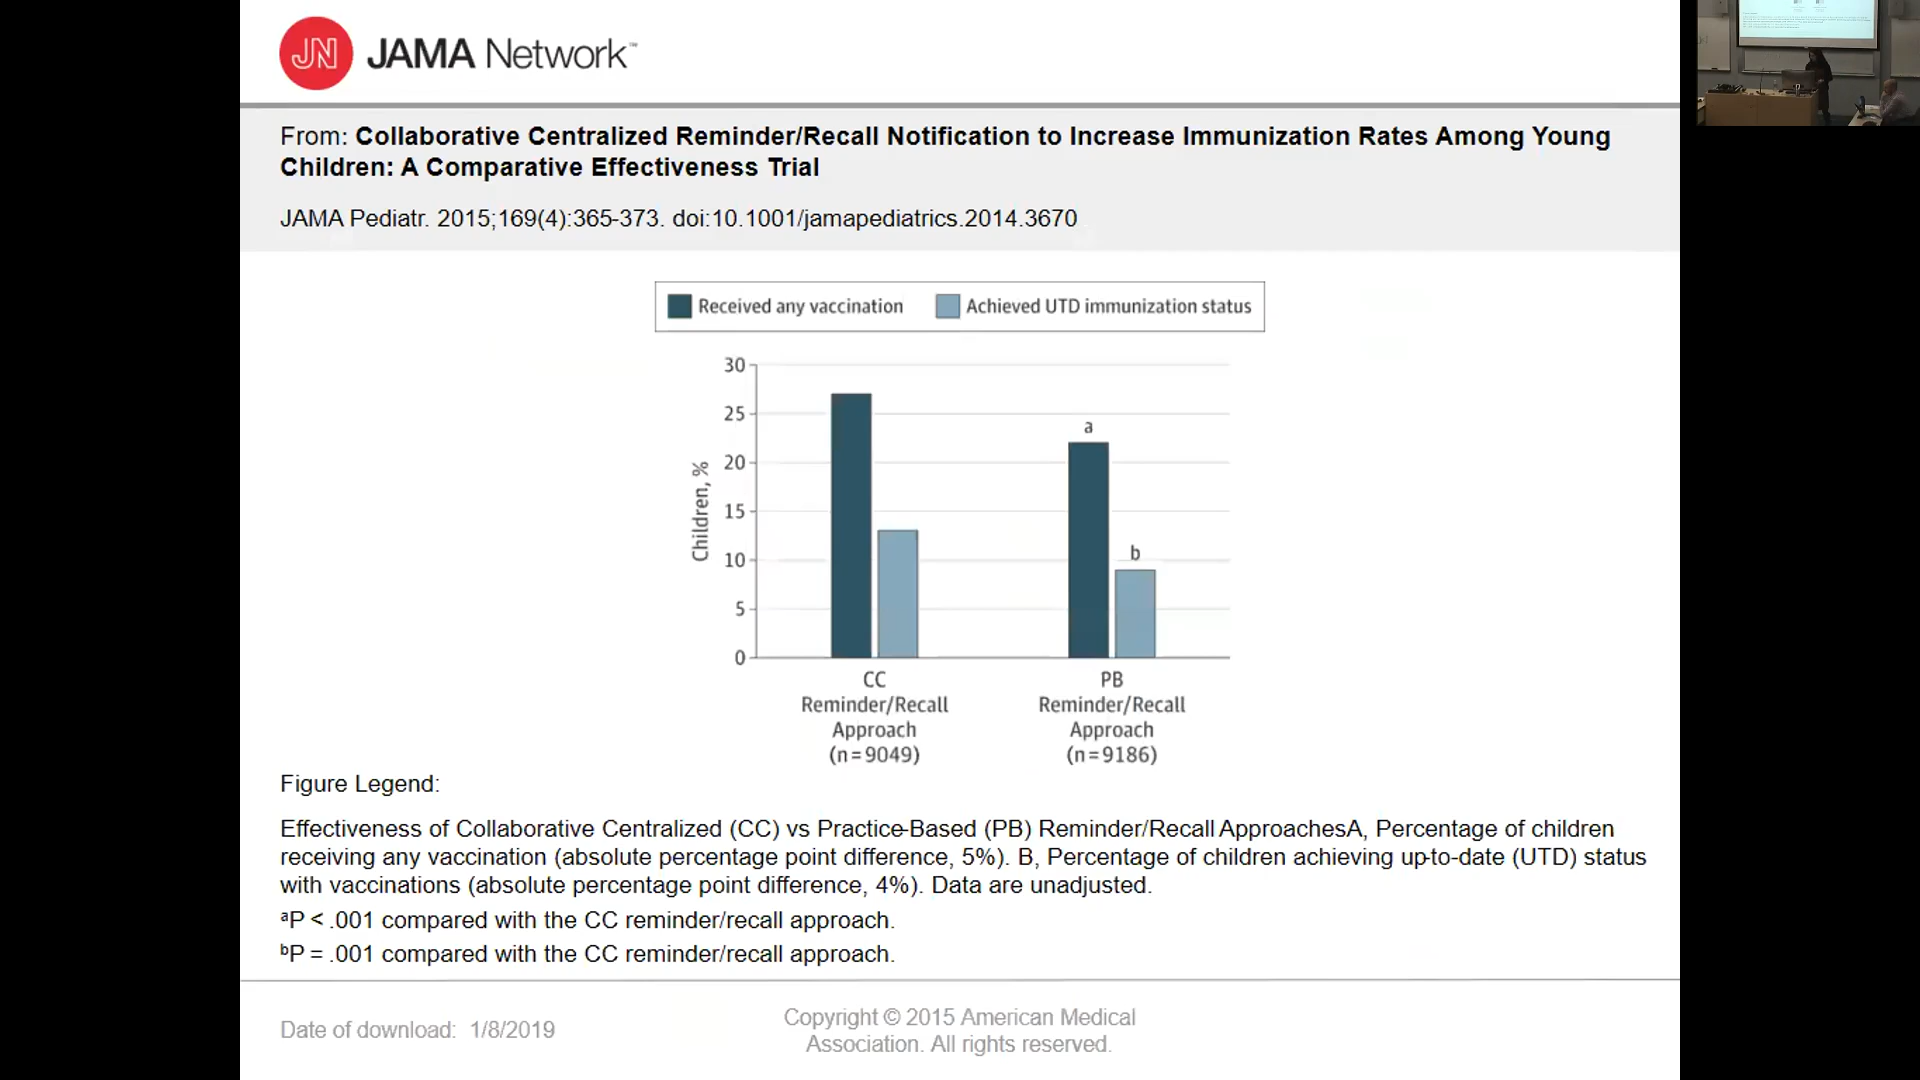 JN JAMA Network™
From: Collaborative Centralized Reminder/Recall Notification to Increase Immunization Rates Among Young
Children: A Comparative Effectiveness Trial
JAMA Pediatr. 2015;169(4):365-373. doi:10.1001/jamapediatrics.2014.3670
Received any vaccination
Achieved UTD immunization status
30
25
20
15
10
5
0
Children, %
a
b
CC
Reminder/Recall
Approach
(n=9049)
PB
Reminder/Recall
Approach
(n=9186)
Figure Legend:
Effectiveness of Collaborative Centralized (CC) vs Practice-Based (PB) Reminder/Recall ApproachesA, Percentage of children
receiving any vaccination (absolute percentage point difference, 5%). B, Percentage of children achieving up-to-date (UTD) status
with vaccinations (absolute percentage point difference, 4%). Data are unadjusted.
ᵃP < .001 compared with the CC reminder/recall approach.
ᵇP = .001 compared with the CC reminder/recall approach.
Date of download: 1/8/2019
Copyright © 2015 American Medical
Association. All rights reserved.